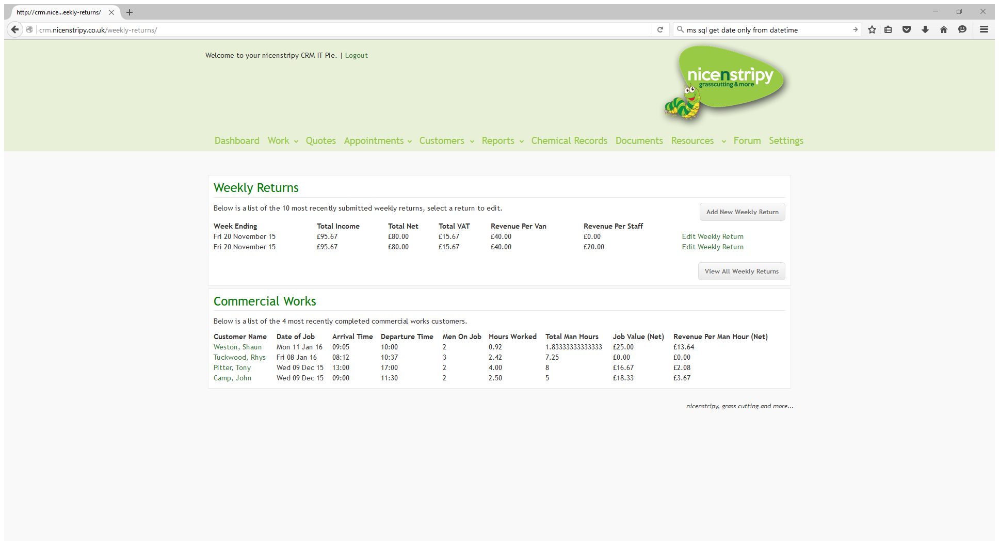 http://crm.nice...eekly-returns/
crm.nicenstripy.co.uk/weekly-returns/
ms sql get date only from datetime
Welcome to your nicenstripy CRM IT Pie. | Logout
nicenstripy
grasscutting & more
Dashboard Work Quotes Appointments Customers Reports Chemical Records Documents Resources Forum Settings
Weekly Returns
Below is a list of the 10 most recently submitted weekly returns, select a return to edit.
Add New Weekly Return
Week Ending Total Income Total Net Total VAT Revenue Per Van Revenue Per Staff
Fri 20 November 15 £95.67 £80.00 £15.67 £40.00 £0.00 Edit Weekly Return
Fri 20 November 15 £95.67 £80.00 £15.67 £40.00 £20.00 Edit Weekly Return
View All Weekly Returns
Commercial Works
Below is a list of the 4 most recently completed commercial works customers.
Customer Name Date of Job Arrival Time Departure Time Men On Job Hours Worked Total Man Hours Job Value (Net) Revenue Per Man Hour (Net)
Weston, Shaun Mon 11 Jan 16 09:05 10:00 2 0.92 1.83333333333333 £25.00 £13.64
Tuckwood, Rhys Fri 08 Jan 16 08:12 10:37 3 2.42 7.25 £0.00 £0.00
Pitter, Tony Wed 09 Dec 15 13:00 17:00 2 4.00 8 £16.67 £2.08
Camp, John Wed 09 Dec 15 09:00 11:30 2 2.50 5 £18.33 £3.67
nicenstripy, grass cutting and more...